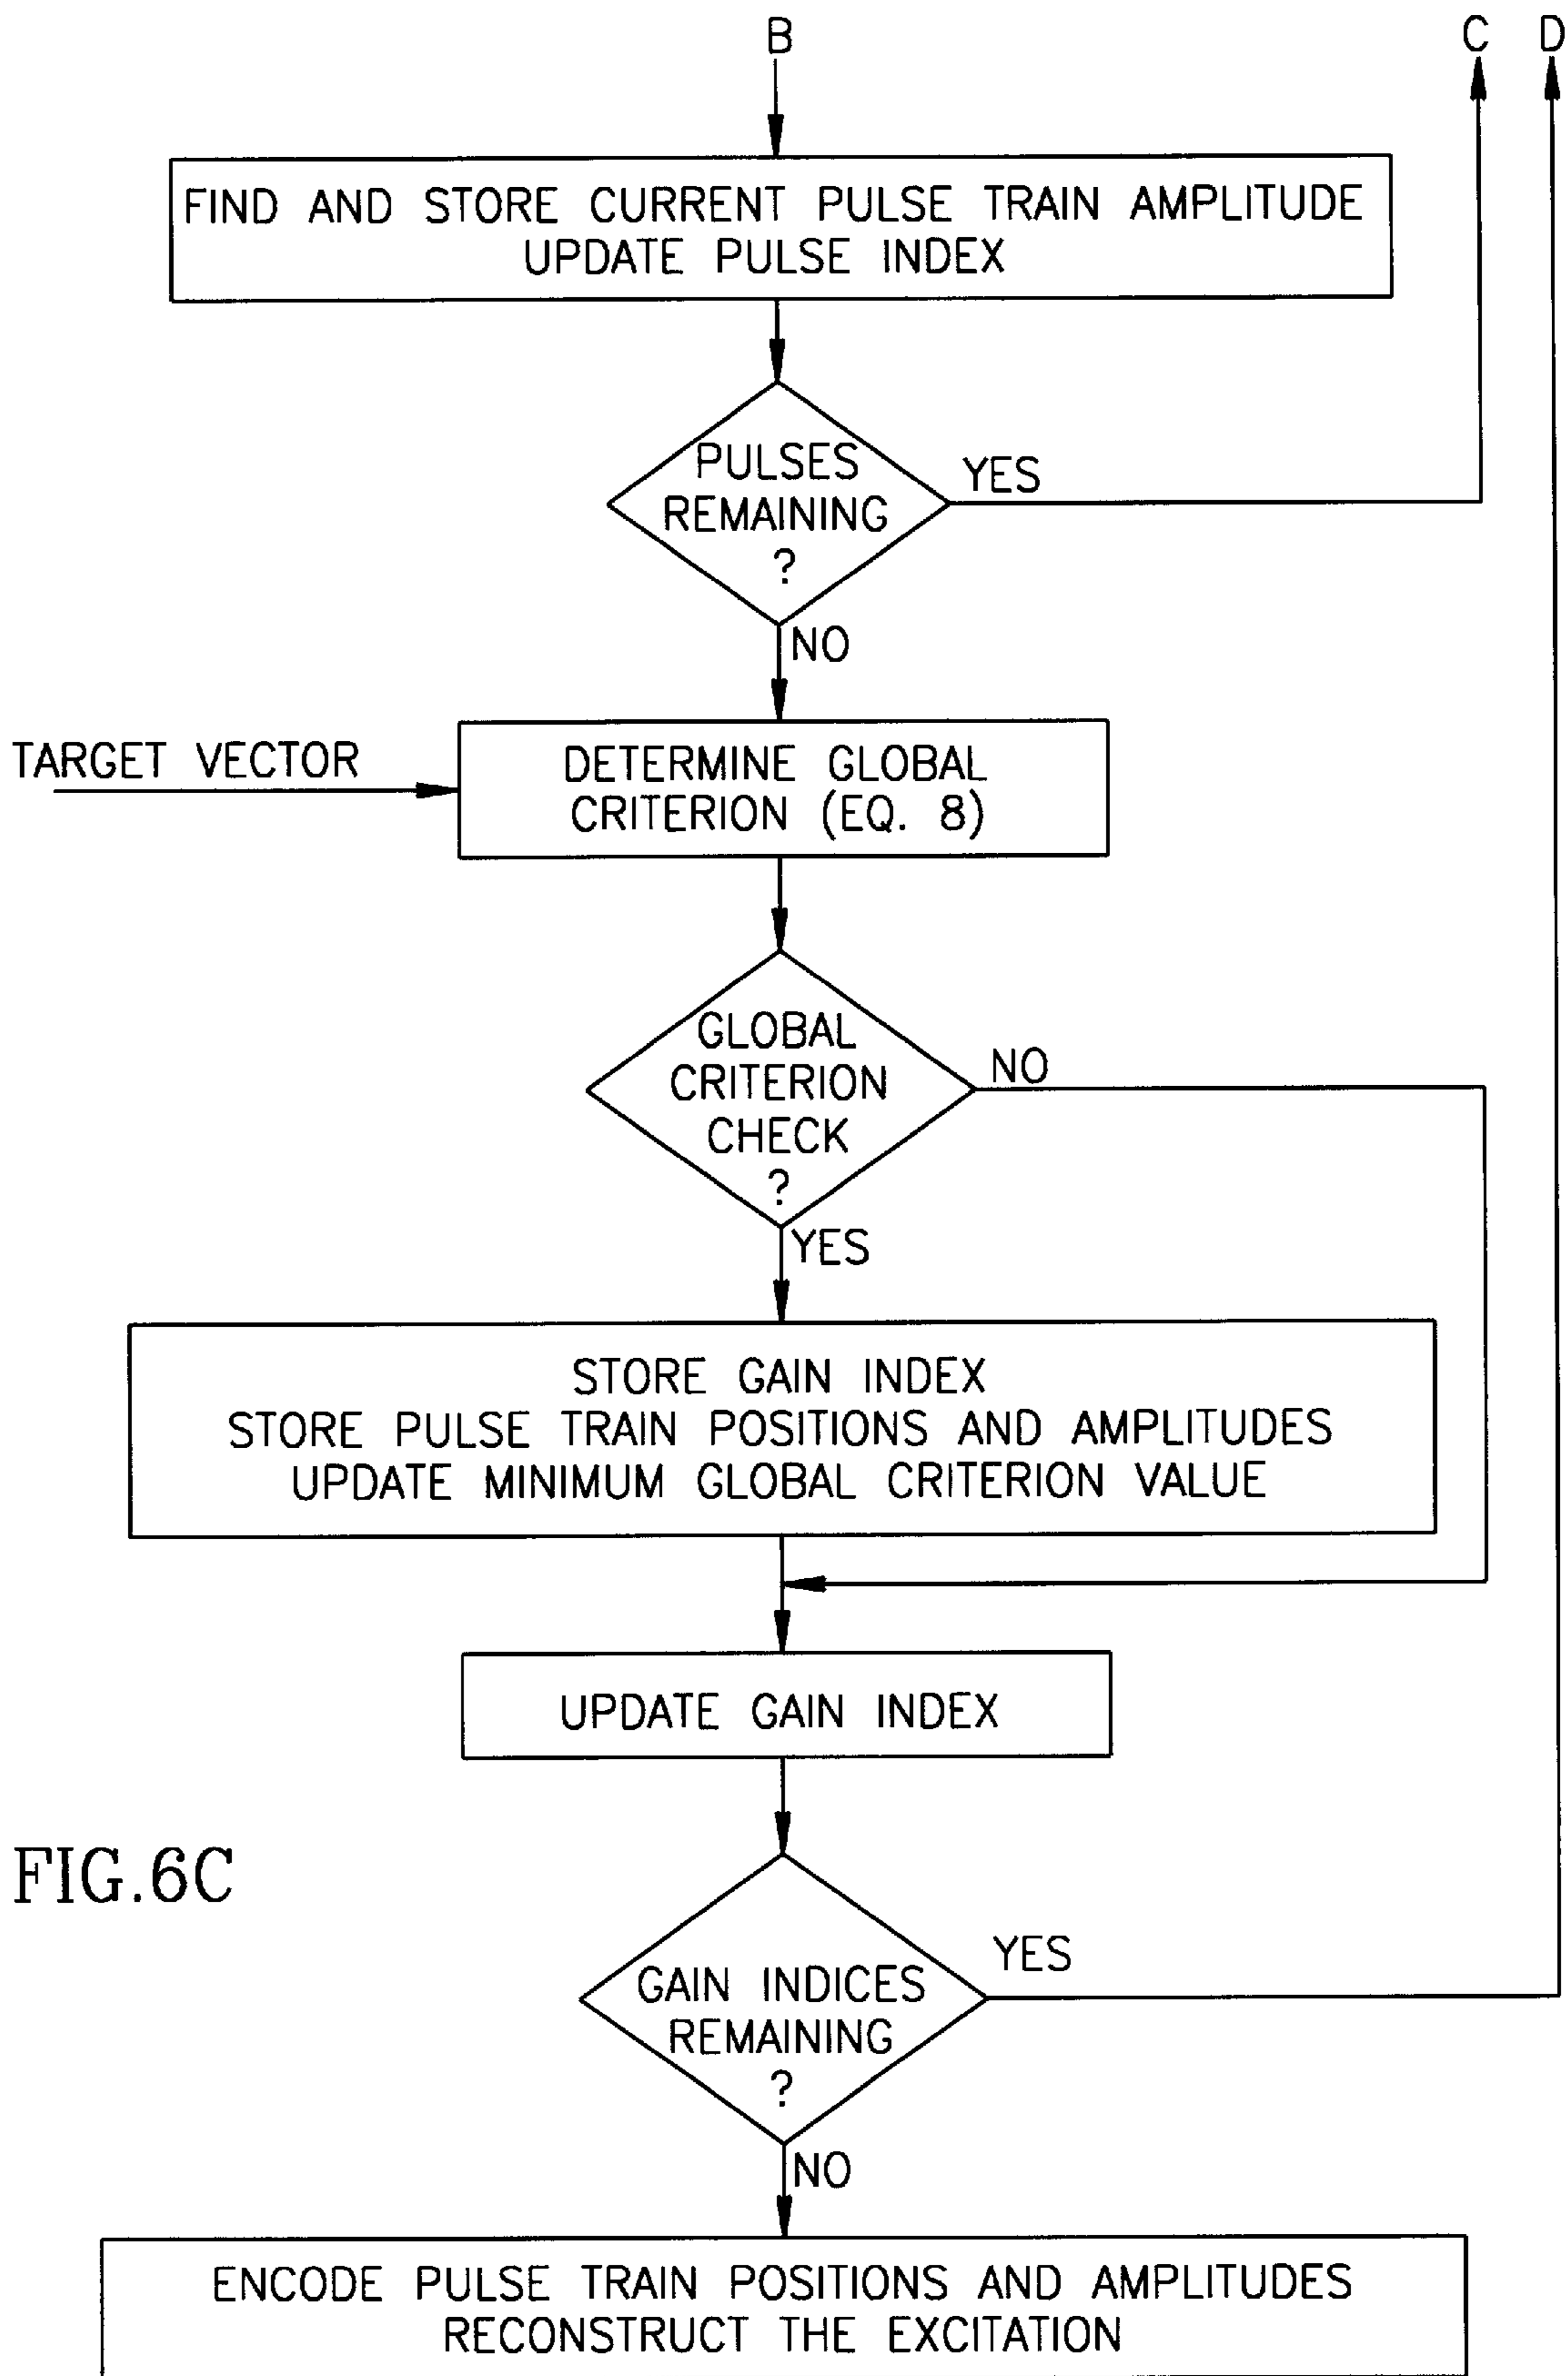 B
C D
FIND AND STORE CURRENT PULSE TRAIN AMPLITUDE
UPDATE PULSE INDEX
PULSES
REMAINING
?
YES
NO
TARGET VECTOR
DETERMINE GLOBAL
CRITERION (EQ. 8)
GLOBAL
CRITERION
CHECK
?
NO
YES
STORE GAIN INDEX
STORE PULSE TRAIN POSITIONS AND AMPLITUDES
UPDATE MINIMUM GLOBAL CRITERION VALUE
UPDATE GAIN INDEX
FIG.6C
GAIN INDICES
REMAINING
?
YES
NO
ENCODE PULSE TRAIN POSITIONS AND AMPLITUDES
RECONSTRUCT THE EXCITATION